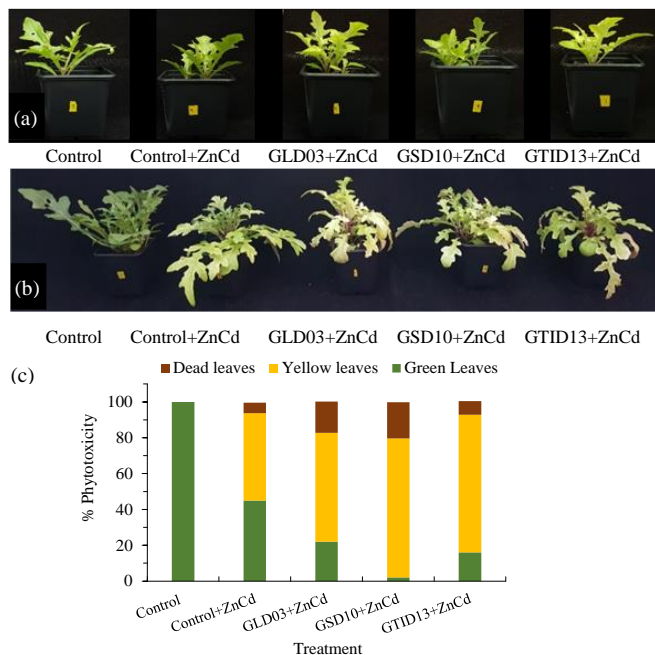 (a)
Control Control+ZnCd GLD03+ZnCd GSD10+ZnCd GTID13+ZnCd
(b)
Control Control+ZnCd GLD03+ZnCd GSD10+ZnCd GTID13+ZnCd
(c)
Dead leaves Yellow leaves Green Leaves
% Phytotoxicity
100
80
60
40
20
0
Control Control+ZnCd GLD03+ZnCd GSD10+ZnCd GTID13+ZnCd
Treatment